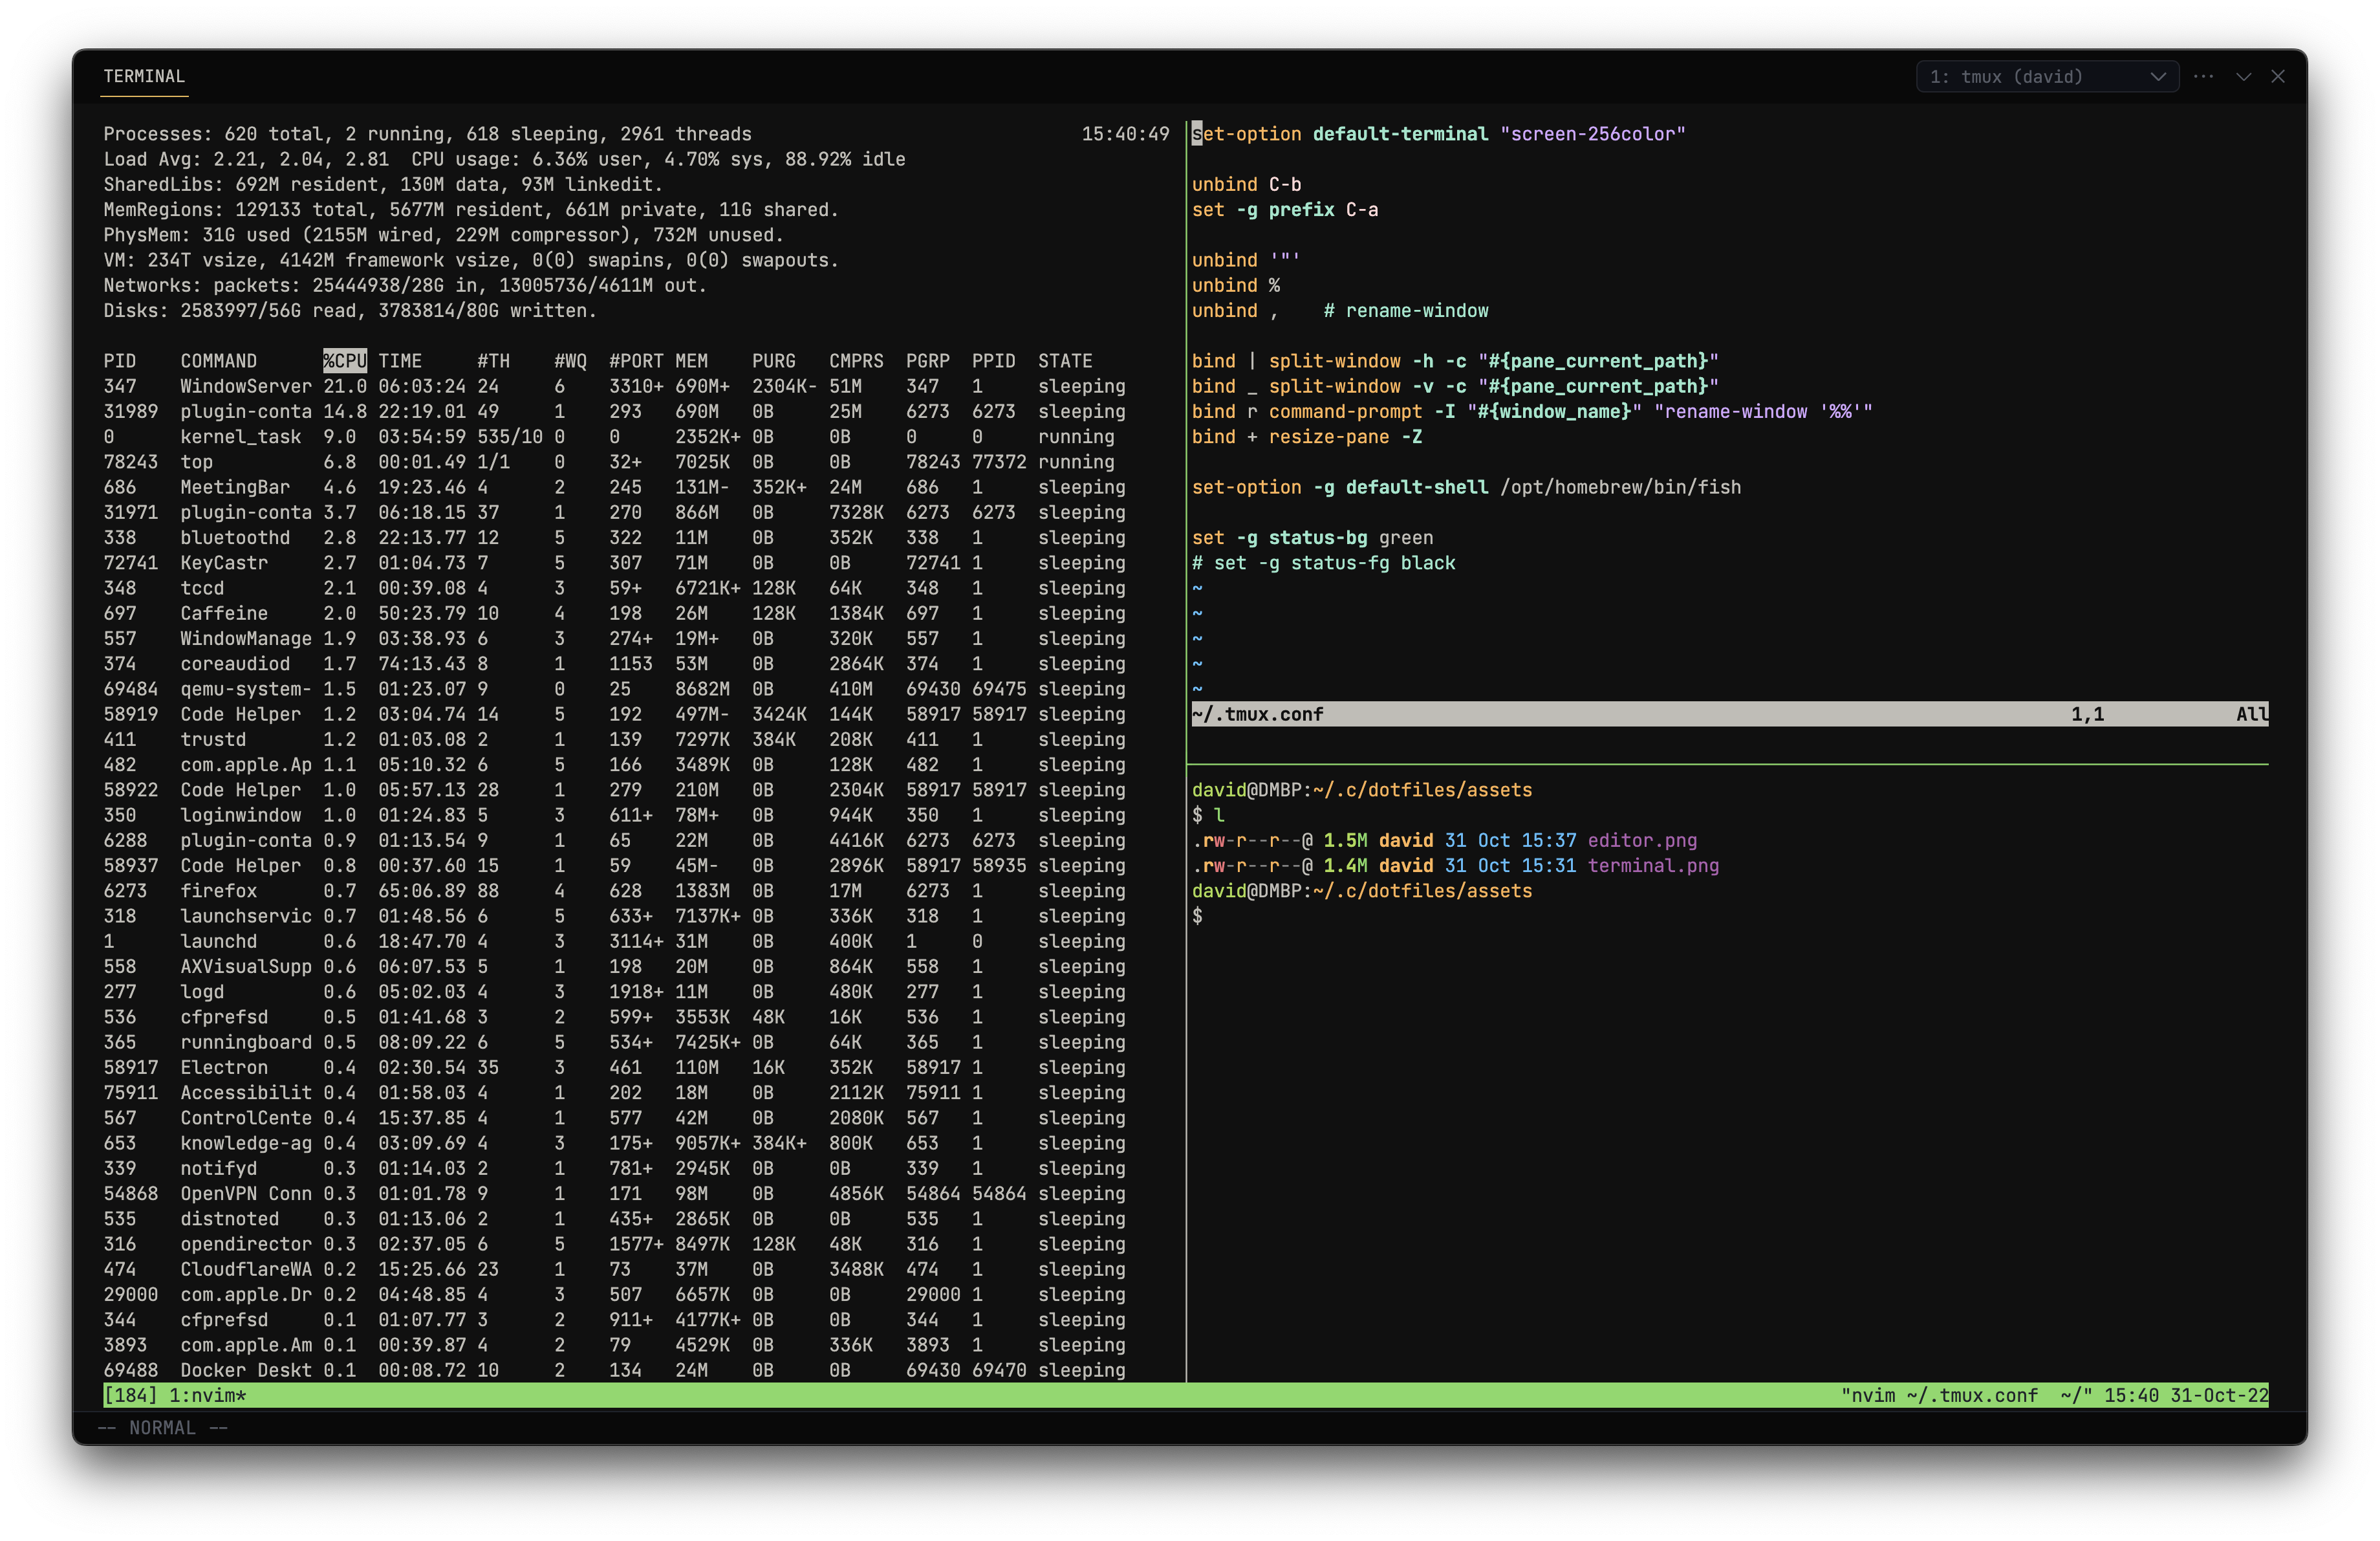 TERMINAL
1: tmux (david)
Processes: 620 total, 2 running, 618 sleeping, 2961 threads 15:40:49
Load Avg: 2.21, 2.04, 2.81  CPU usage: 6.36% user, 4.70% sys, 88.92% idle
SharedLibs: 692M resident, 130M data, 93M linkedit.
MemRegions: 129133 total, 5677M resident, 661M private, 11G shared.
PhysMem: 31G used (2155M wired, 229M compressor), 732M unused.
VM: 234T vsize, 4142M framework vsize, 0(0) swapins, 0(0) swapouts.
Networks: packets: 25444938/28G in, 13005736/4611M out.
Disks: 2583997/56G read, 3783814/80G written.
PID COMMAND %CPU TIME #TH #WQ #PORT MEM PURG CMPRS PGRP PPID STATE
347 WindowServer 21.0 06:03:24 24 6 3310+ 690M+ 2304K- 51M 347 1 sleeping
31989 plugin-conta 14.8 22:19.01 49 1 293 690M 0B 25M 6273 6273 sleeping
0 kernel_task 9.0 03:54:59 535/10 0 0 2352K+ 0B 0B 0 0 running
78243 top 6.8 00:01.49 1/1 0 32+ 7025K 0B 0B 78243 77372 running
686 MeetingBar 4.6 19:23.46 4 2 245 131M- 352K+ 24M 686 1 sleeping
31971 plugin-conta 3.7 06:18.15 37 1 270 866M 0B 7328K 6273 6273 sleeping
338 bluetoothd 2.8 22:13.77 12 5 322 11M 0B 352K 338 1 sleeping
72741 KeyCastr 2.7 01:04.73 7 5 307 71M 0B 0B 72741 1 sleeping
348 tccd 2.1 00:39.08 4 3 59+ 6721K+ 128K 64K 348 1 sleeping
697 Caffeine 2.0 50:23.79 10 4 198 26M 128K 1384K 697 1 sleeping
557 WindowManage 1.9 03:38.93 6 3 274+ 19M+ 0B 320K 557 1 sleeping
374 coreaudiod 1.7 74:13.43 8 1 1153 53M 0B 2864K 374 1 sleeping
69484 qemu-system- 1.5 01:23.07 9 0 25 8682M 0B 410M 69430 69475 sleeping
58919 Code Helper 1.2 03:04.74 14 5 192 497M- 3424K 144K 58917 58917 sleeping
411 trustd 1.2 01:03.08 2 1 139 7297K 384K 208K 411 1 sleeping
482 com.apple.Ap 1.1 05:10.32 6 5 166 3489K 0B 128K 482 1 sleeping
58922 Code Helper 1.0 05:57.13 28 1 279 210M 0B 2304K 58917 58917 sleeping
350 loginwindow 1.0 01:24.83 5 3 611+ 78M+ 0B 944K 350 1 sleeping
6288 plugin-conta 0.9 01:13.54 9 1 65 22M 0B 4416K 6273 6273 sleeping
58937 Code Helper 0.8 00:37.60 15 1 59 45M- 0B 2896K 58917 58935 sleeping
6273 firefox 0.7 65:06.89 88 4 628 1383M 0B 17M 6273 1 sleeping
318 launchservic 0.7 01:48.56 6 5 633+ 7137K+ 0B 336K 318 1 sleeping
1 launchd 0.6 18:47.70 4 3 3114+ 31M 0B 400K 1 0 sleeping
558 AXVisualSupp 0.6 06:07.53 5 1 198 20M 0B 864K 558 1 sleeping
277 logd 0.6 05:02.03 4 3 1918+ 11M 0B 480K 277 1 sleeping
536 cfprefsd 0.5 01:41.68 3 2 599+ 3553K 48K 16K 536 1 sleeping
365 runningboard 0.5 08:09.22 6 5 534+ 7425K+ 0B 64K 365 1 sleeping
58917 Electron 0.4 02:30.54 35 3 461 110M 16K 352K 58917 1 sleeping
75911 Accessibilit 0.4 01:58.03 4 1 202 18M 0B 2112K 75911 1 sleeping
567 ControlCente 0.4 15:37.85 4 1 577 42M 0B 2080K 567 1 sleeping
653 knowledge-ag 0.4 03:09.69 4 3 175+ 9057K+ 384K+ 800K 653 1 sleeping
339 notifyd 0.3 01:14.03 2 1 781+ 2945K 0B 0B 339 1 sleeping
54868 OpenVPN Conn 0.3 01:01.78 9 1 171 98M 0B 4856K 54864 54864 sleeping
535 distnoted 0.3 01:13.06 2 1 435+ 2865K 0B 0B 535 1 sleeping
316 opendirector 0.3 02:37.05 6 5 1577+ 8497K 128K 48K 316 1 sleeping
474 CloudflareWA 0.2 15:25.66 23 1 73 37M 0B 3488K 474 1 sleeping
29000 com.apple.Dr 0.2 04:48.85 4 3 507 6657K 0B 0B 29000 1 sleeping
344 cfprefsd 0.1 01:07.77 3 2 911+ 4177K+ 0B 0B 344 1 sleeping
3893 com.apple.Am 0.1 00:39.87 4 2 79 4529K 0B 336K 3893 1 sleeping
69488 Docker Deskt 0.1 00:08.72 10 2 134 24M 0B 0B 69430 69470 sleeping
set-option default-terminal "screen-256color"
unbind C-b
set -g prefix C-a
unbind '"'
unbind %
unbind ,    # rename-window
bind | split-window -h -c "#{pane_current_path}"
bind _ split-window -v -c "#{pane_current_path}"
bind r command-prompt -I "#{window_name}" "rename-window '%%'"
bind + resize-pane -Z
set-option -g default-shell /opt/homebrew/bin/fish
set -g status-bg green
# set -g status-fg black
~
~
~
~
~
~/.tmux.conf 1,1 All
david@DMBP:~/.c/dotfiles/assets
$ l
.rw-r--r--@ 1.5M david 31 Oct 15:37 editor.png
.rw-r--r--@ 1.4M david 31 Oct 15:31 terminal.png
david@DMBP:~/.c/dotfiles/assets
$
[184] 1:nvim* "nvim ~/.tmux.conf  ~/" 15:40 31-Oct-22
-- NORMAL --